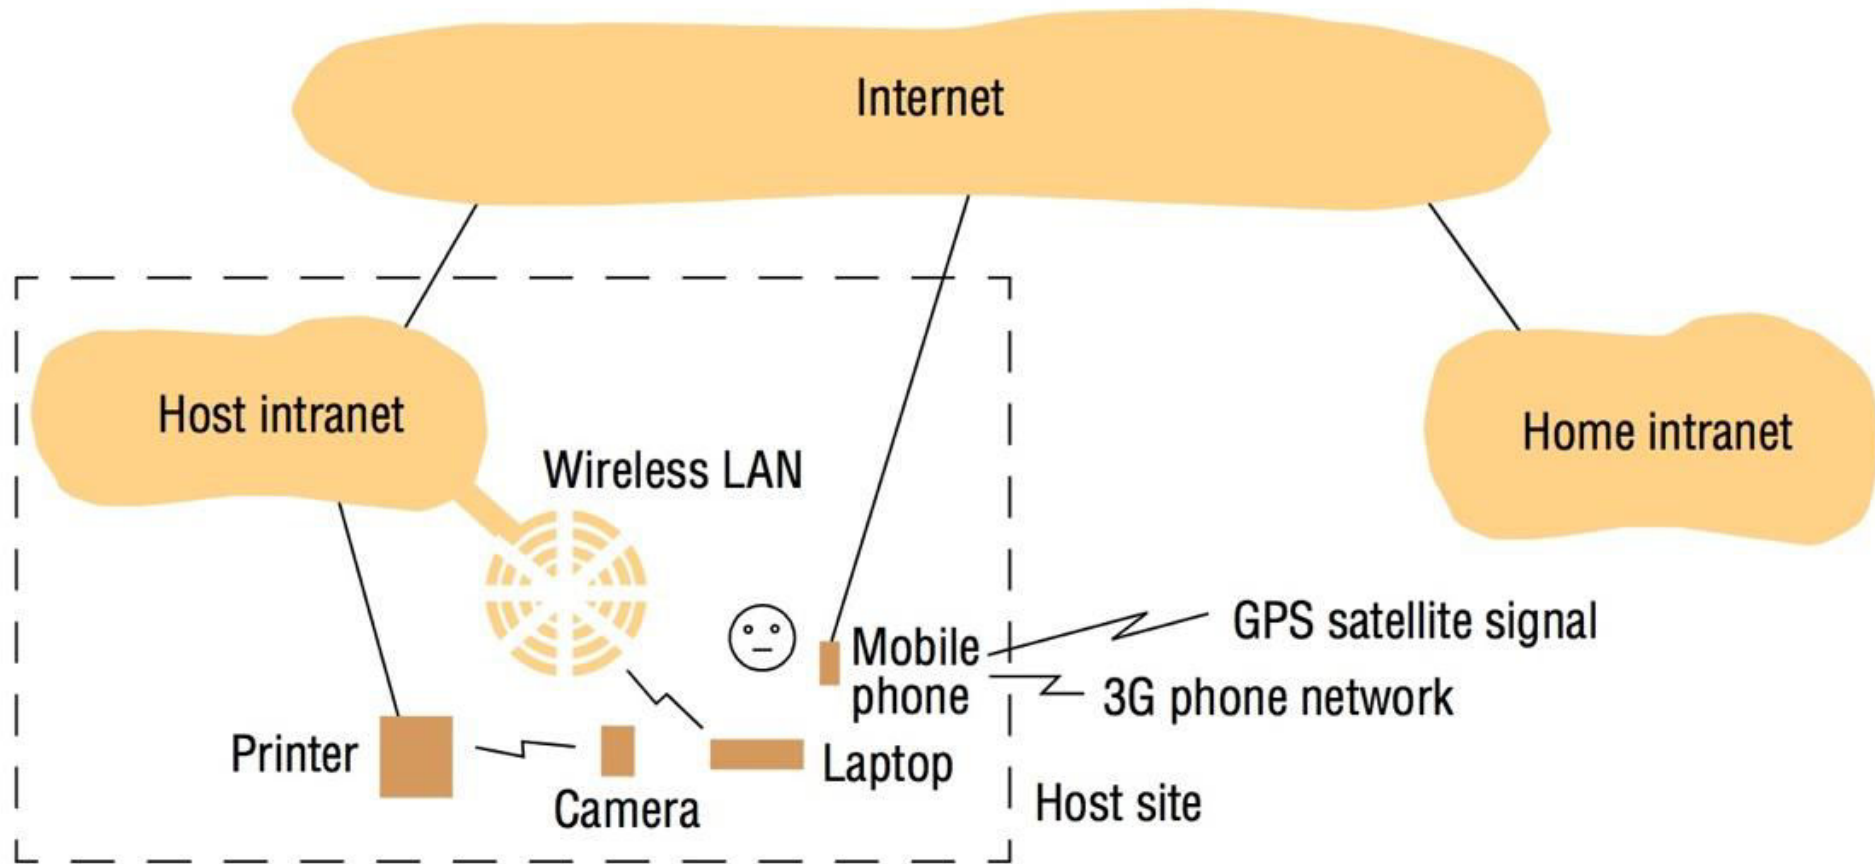 Internet
Host intranet
Home intranet
Wireless LAN
GPS satellite signal
Mobile
phone
3G phone network
Printer
Camera
Laptop
Host site